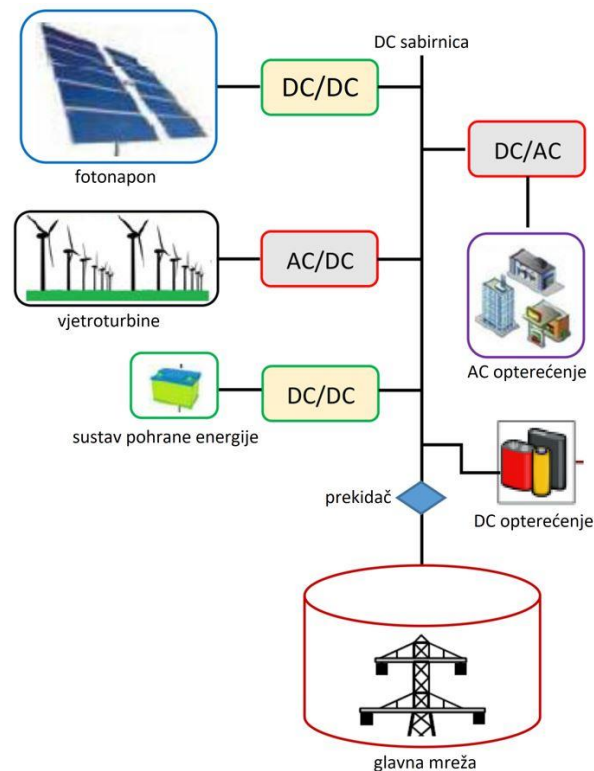 DC sabirnica
DC/DC
fotonapon
DC/AC
AC/DC
vjetroturbine
AC opterećenje
DC/DC
sustav pohrane energije
prekidač
DC opterećenje
glavna mreža